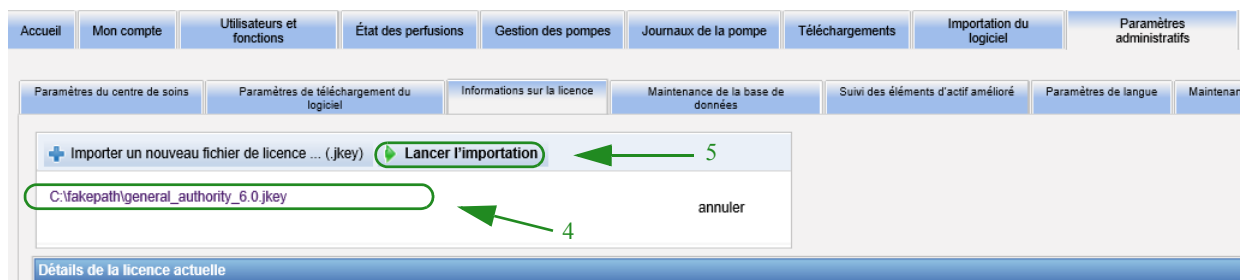 Accueil Mon compte Utilisateurs et fonctions État des perfusions Gestion des pompes Journaux de la pompe Téléchargements Importation du logiciel Paramètres administratifs
Paramètres du centre de soins Paramètres de téléchargement du logiciel Informations sur la licence Maintenance de la base de données Suivi des éléments d'actif amélioré Paramètres de langue
Importer un nouveau fichier de licence ... (.jkey) Lancer l'importation 5
C:\fakepath\general_authority_6.0.jkey
annuler
4
Détails de la licence actuelle